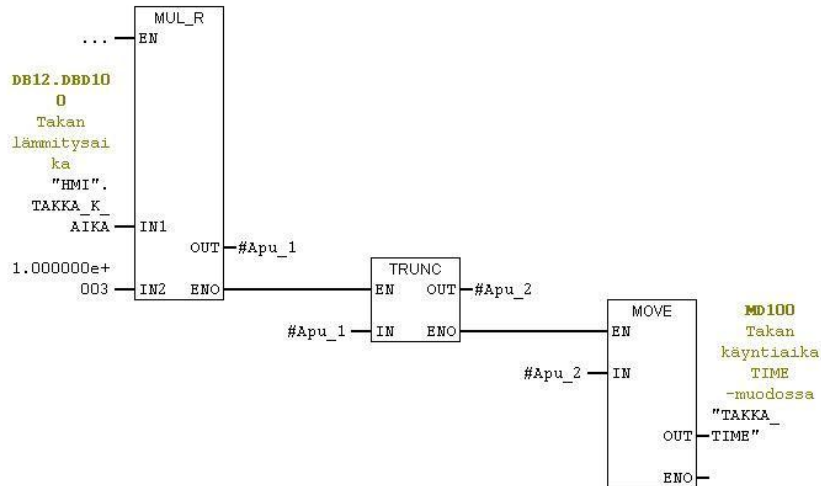 MUL_R
... EN
DB12.DBD10
0
Takan
lämmitysai
ka
"HMI".
TAKKA_K_
AIKA IN1
OUT #Apu_1
1.000000e+
003 IN2 ENO
TRUNC
EN OUT #Apu_2
#Apu_1 IN ENO
MOVE
EN
#Apu_2 IN
MD100
Takan
käyntiaika
TIME
-muodossa
"TAKKA_
OUT TIME"
ENO